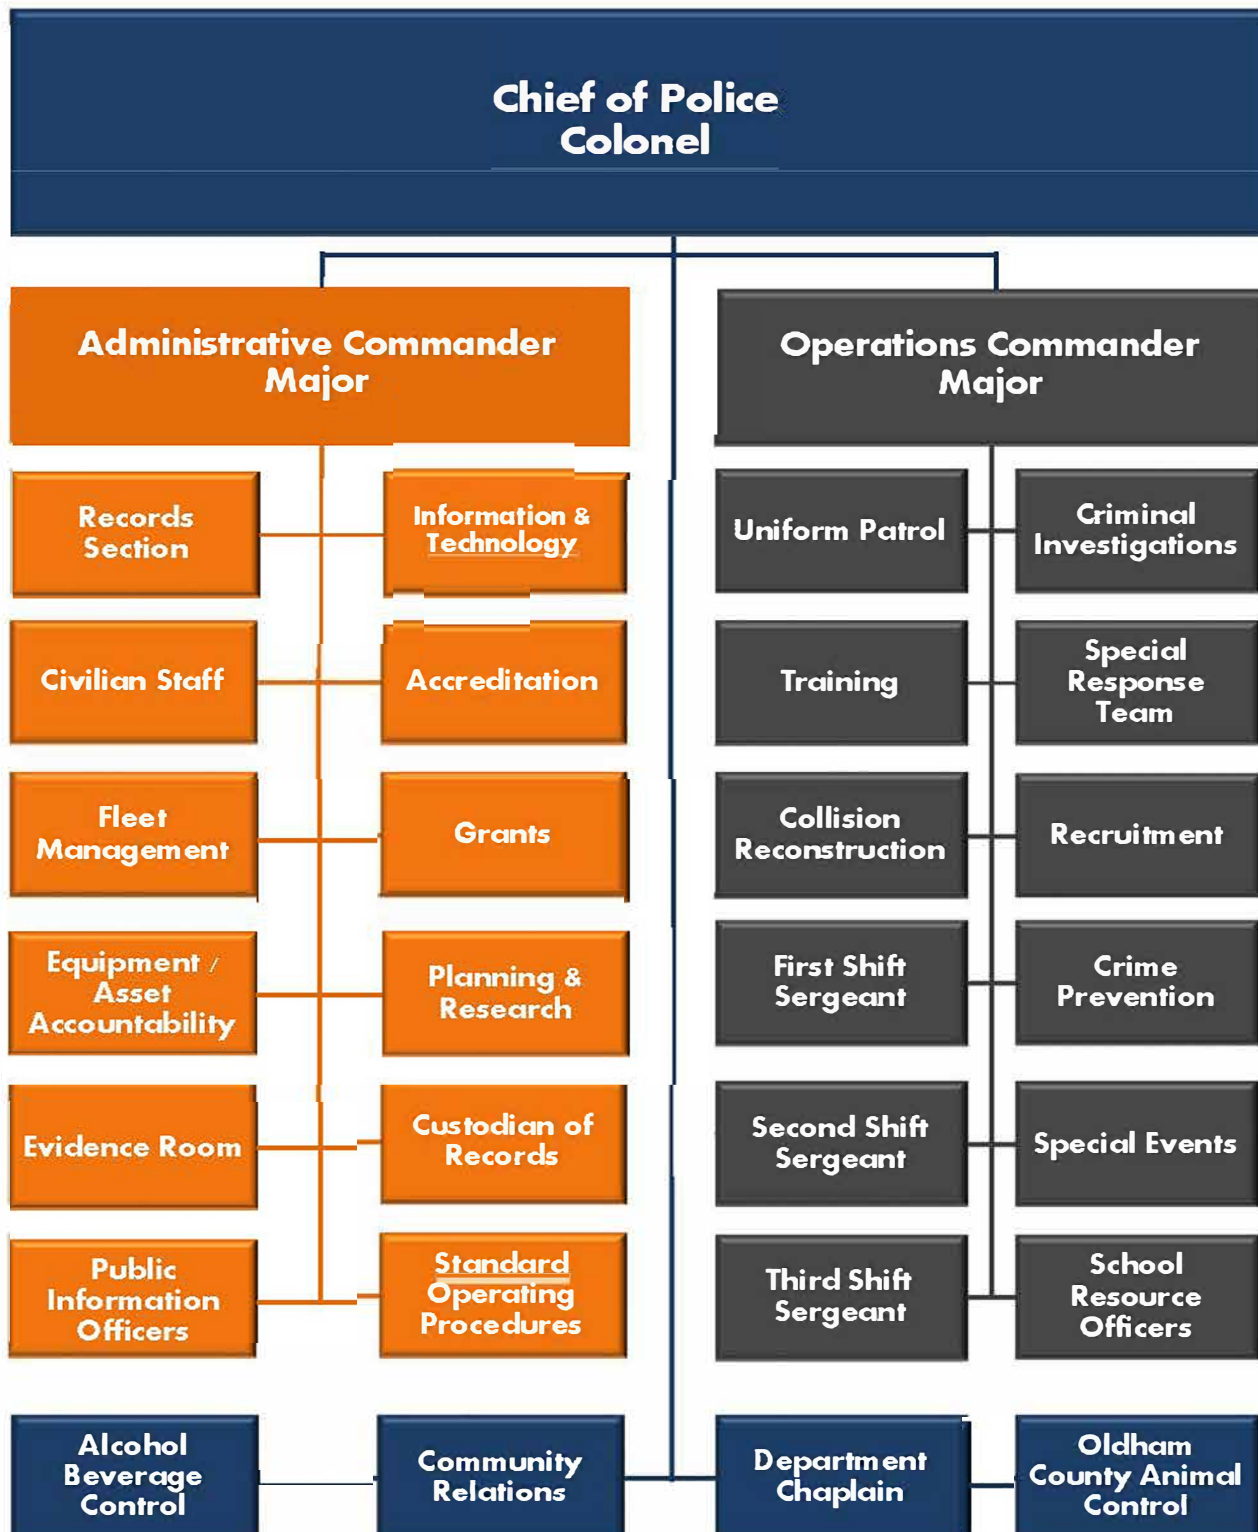 Chief of Police
Colonel
Administrative Commander
Major
Operations Commander
Major
Records
Section
Information &
Technology
Uniform Patrol
Criminal
Investigations
Civilian Staff
Accreditation
Training
Special
Response
Team
Fleet
Management
Grants
Collision
Reconstruction
Recruitment
Equipment /
Asset
Accountability
Planning &
Research
First Shift
Sergeant
Crime
Prevention
Evidence Room
Custodian of
Records
Second Shift
Sergeant
Special Events
Public
Information
Officers
Standard
Operating
Procedures
Third Shift
Sergeant
School
Resource
Officers
Alcohol
Beverage
Control
Community
Relations
Department
Chaplain
Oldham
County Animal
Control